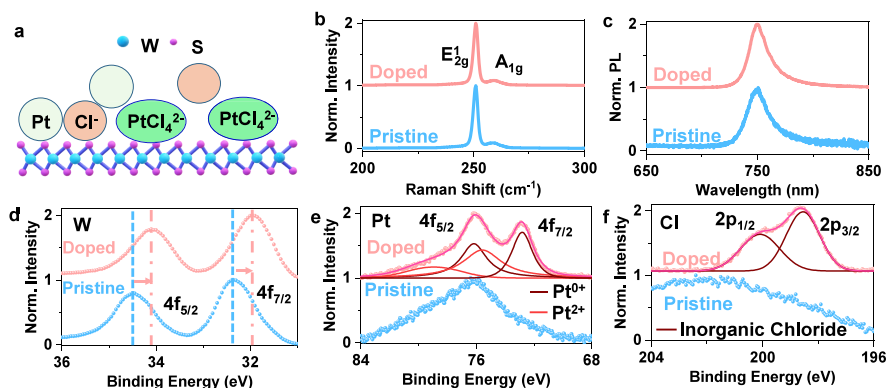 a
W
S
Pt
Cl-
PtCl₄²⁻
PtCl₄²⁻
b
Norm. Intensity
2
1
0
E¹2g
A1g
Doped
Pristine
200
250
300
Raman Shift (cm⁻¹)
c
Norm. PL
2
1
0
Doped
Pristine
650
750
850
Wavelength (nm)
d
W
Norm. Intensity
2
1
0
Doped
Pristine
4f5/2
4f7/2
36
34
32
Binding Energy (eV)
e
Pt
Norm. Intensity
2
1
0
4f5/2
4f7/2
Doped
Pristine
Pt⁰⁺
Pt²⁺
84
76
68
Binding Energy (eV)
f
Cl
Norm. Intensity
2
1
0
2p1/2
2p3/2
Doped
Pristine
Inorganic Chloride
204
200
196
Binding Energy (eV)